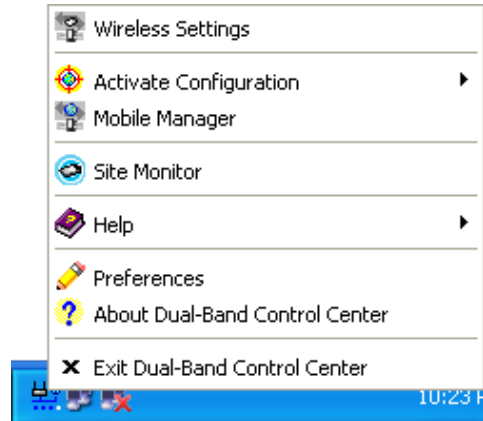 Wireless Settings
Activate Configuration
Mobile Manager
Site Monitor
Help
Preferences
About Dual-Band Control Center
Exit Dual-Band Control Center
10:23